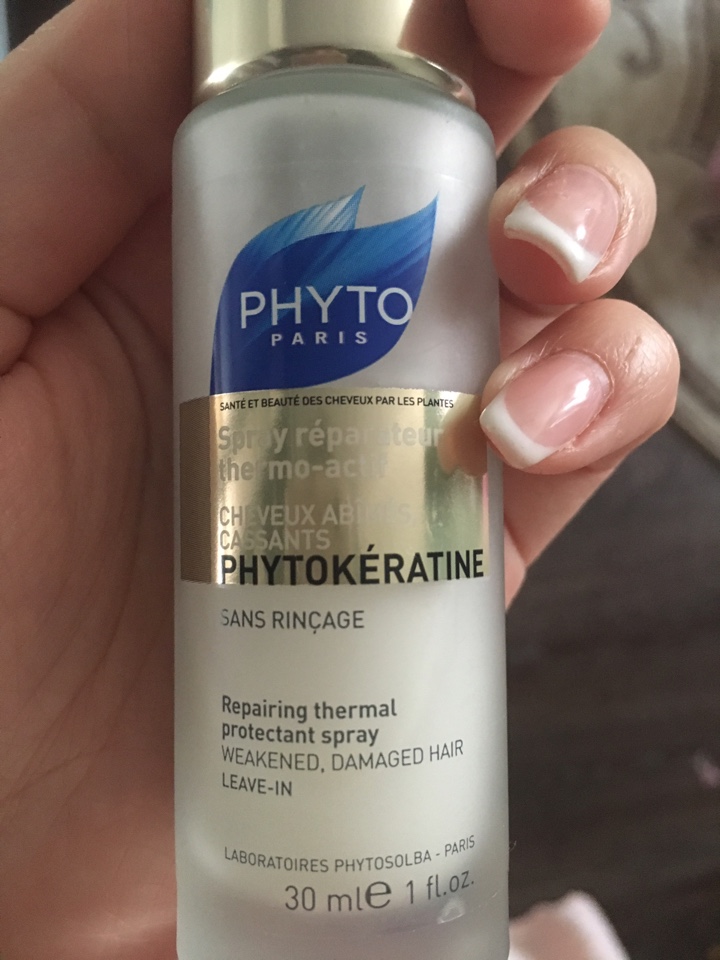 PHYTO
PARIS
SANTÉ ET BEAUTÉ DES CHEVEUX PAR LES PLANTES
Spray réparateur
thermo-actif
CHEVEUX ABÎMÉS
CASSANTS
PHYTOKÉRATINE
SANS RINÇAGE
Repairing thermal
protectant spray
WEAKENED, DAMAGED HAIR
LEAVE-IN
LABORATOIRES PHYTOSOLBA - PARIS
30 ml e 1 fl.oz.